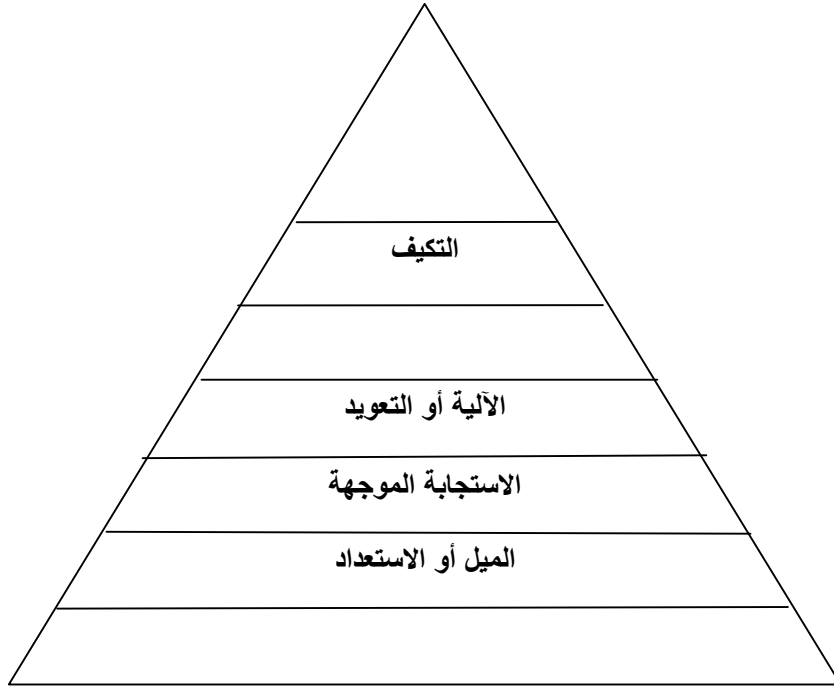 التكيف
الآلية أو التعويد
الاستجابة الموجهة
الميل أو الاستعداد